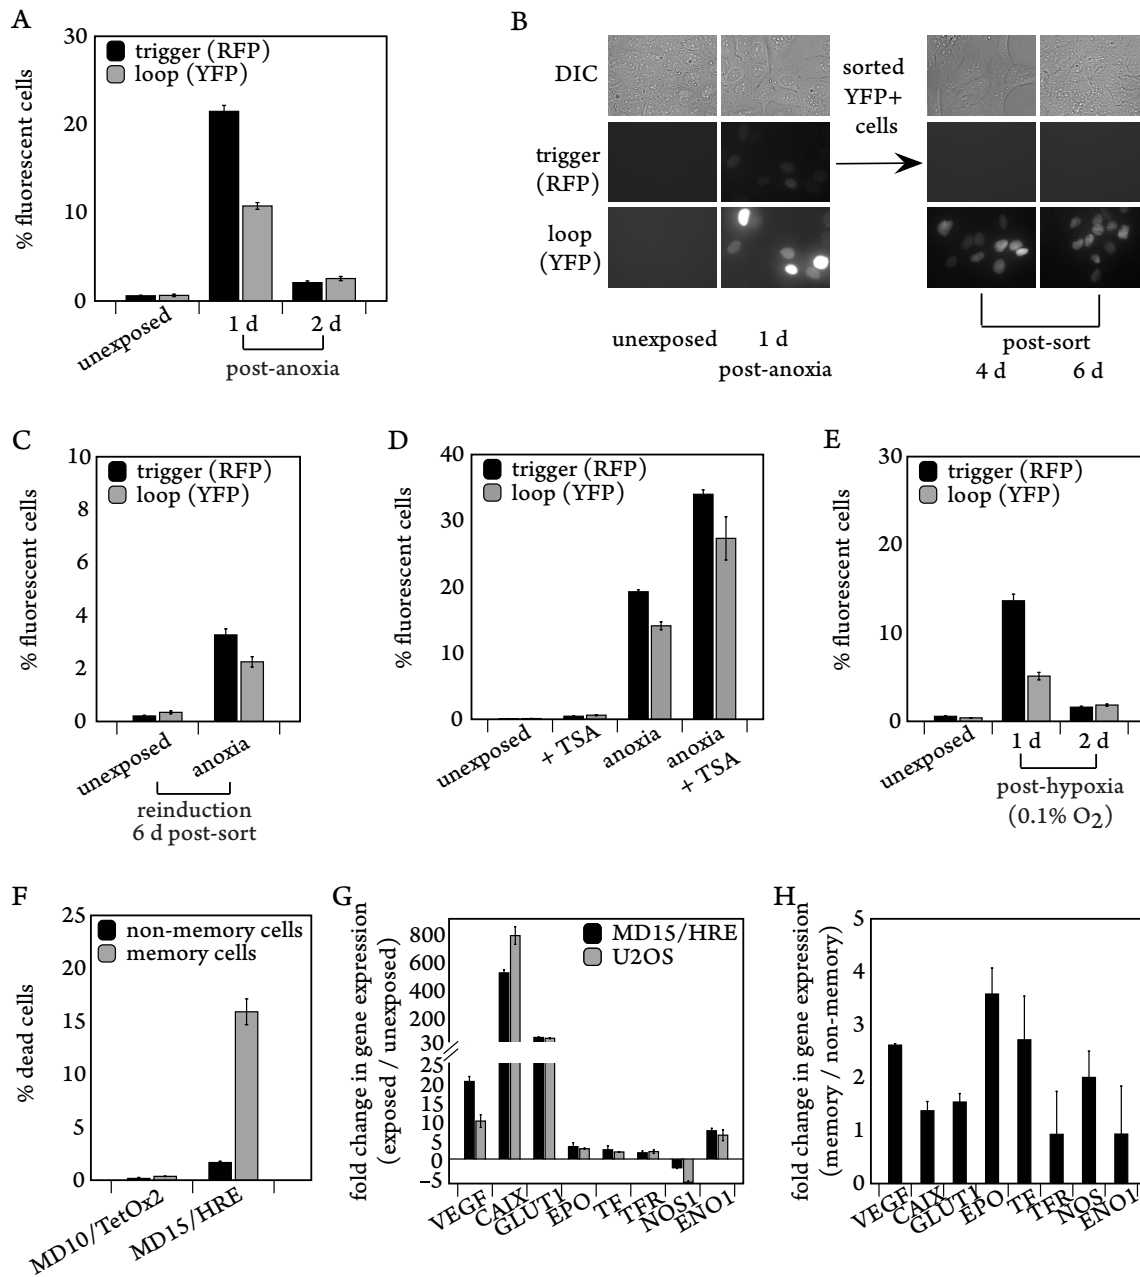 A
% fluorescent cells
30
20
10
0
trigger (RFP)
loop (YFP)
unexposed
1 d
2 d
post-anoxia
B
DIC
trigger
(RFP)
loop
(YFP)
sorted
YFP+
cells
unexposed
1 d
post-anoxia
post-sort
4 d
6 d
C
% fluorescent cells
10
8
6
4
2
0
trigger (RFP)
loop (YFP)
unexposed
anoxia
reinduction
6 d post-sort
D
% fluorescent cells
40
30
20
10
0
trigger (RFP)
loop (YFP)
unexposed
+ TSA
anoxia
anoxia
+ TSA
E
% fluorescent cells
30
20
10
0
trigger (RFP)
loop (YFP)
unexposed
1 d
2 d
post-hypoxia
(0.1% O2)
F
% dead cells
25
20
15
10
5
0
non-memory cells
memory cells
MD10/TetOx2
MD15/HRE
G
fold change in gene expression
(exposed / unexposed)
800
600
400
200
30
25
20
15
10
5
0
−5
MD15/HRE
U2OS
VEGF
CAIX
GLUT1
EPO
TF
TFR
NOS1
ENO1
H
fold change in gene expression
(memory / non-memory)
5
4
3
2
1
0
VEGF
CAIX
GLUT1
EPO
TF
TFR
NOS
ENO1